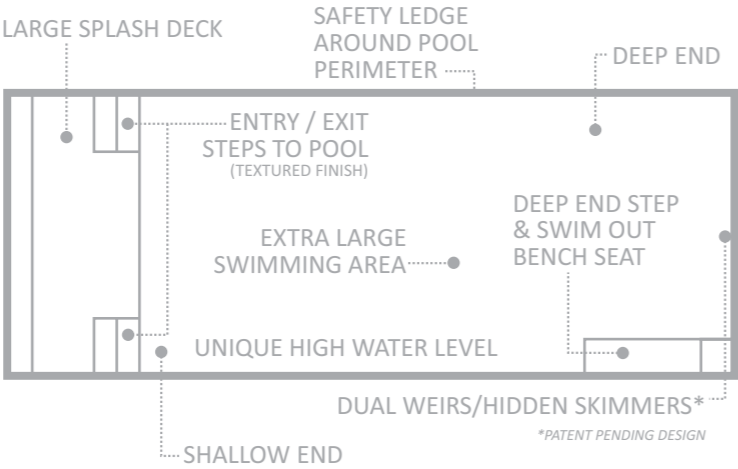 LARGE SPLASH DECK
SAFETY LEDGE
AROUND POOL
PERIMETER
DEEP END
ENTRY / EXIT
STEPS TO POOL
(TEXTURED FINISH)
DEEP END STEP
& SWIM OUT
BENCH SEAT
EXTRA LARGE
SWIMMING AREA
UNIQUE HIGH WATER LEVEL
DUAL WEIRS/HIDDEN SKIMMERS*
*PATENT PENDING DESIGN
SHALLOW END